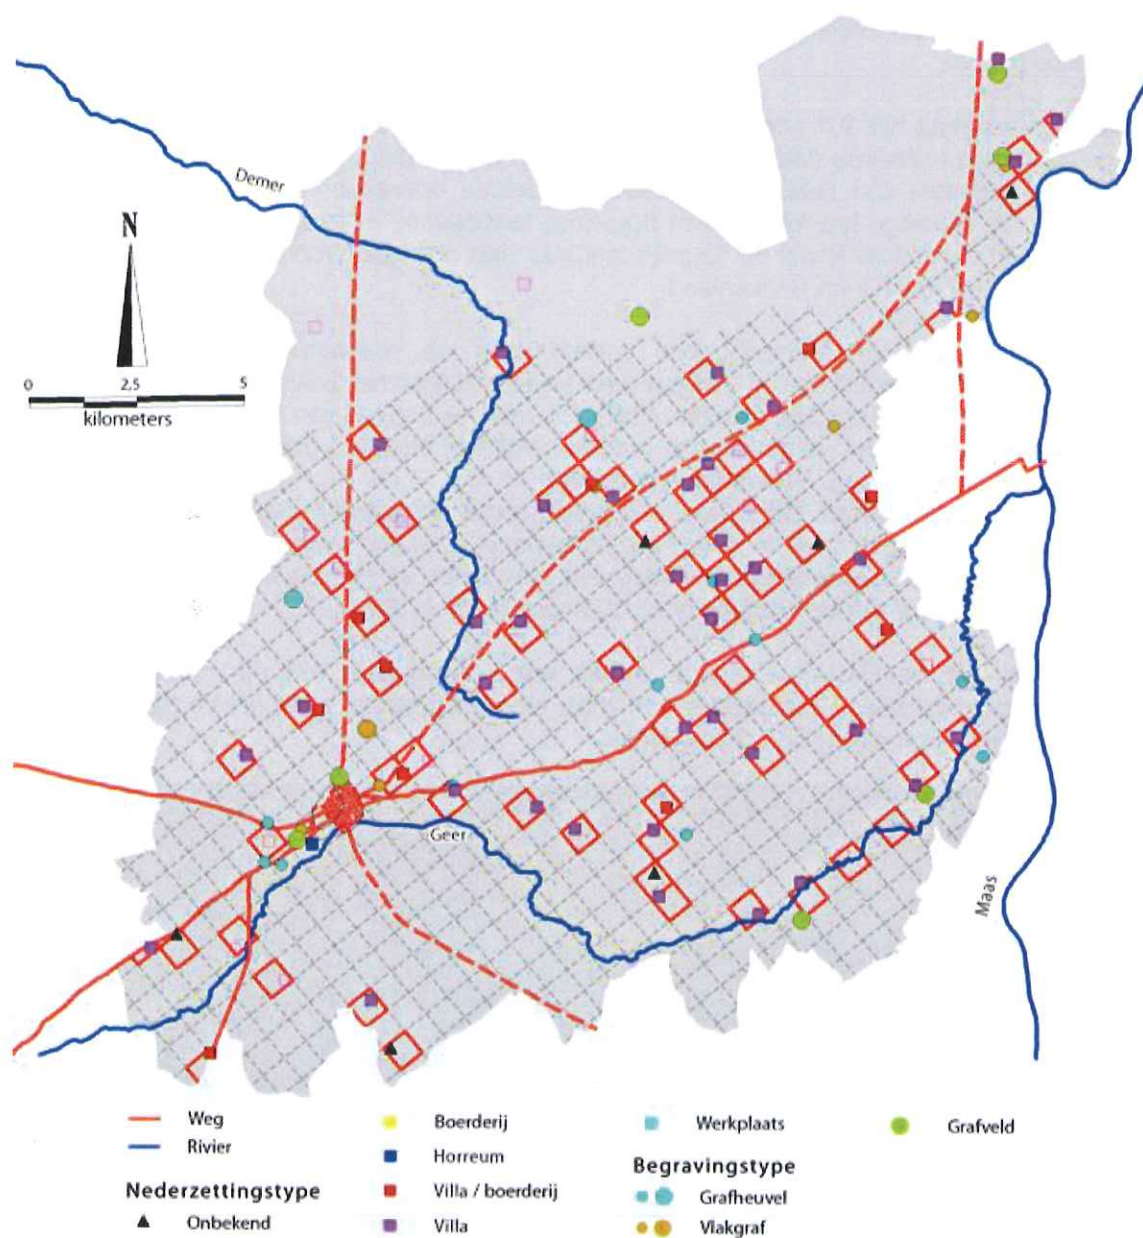 Demer
N
0 2,5 5
kilometers
Geer
Maas
Weg
Rivier
Nederzettingstype
Onbekend
Boerderij
Horreum
Villa / boerderij
Villa
Werkplaats
Begravingstype
Grafheuvel
Vlakgraf
Grafveld